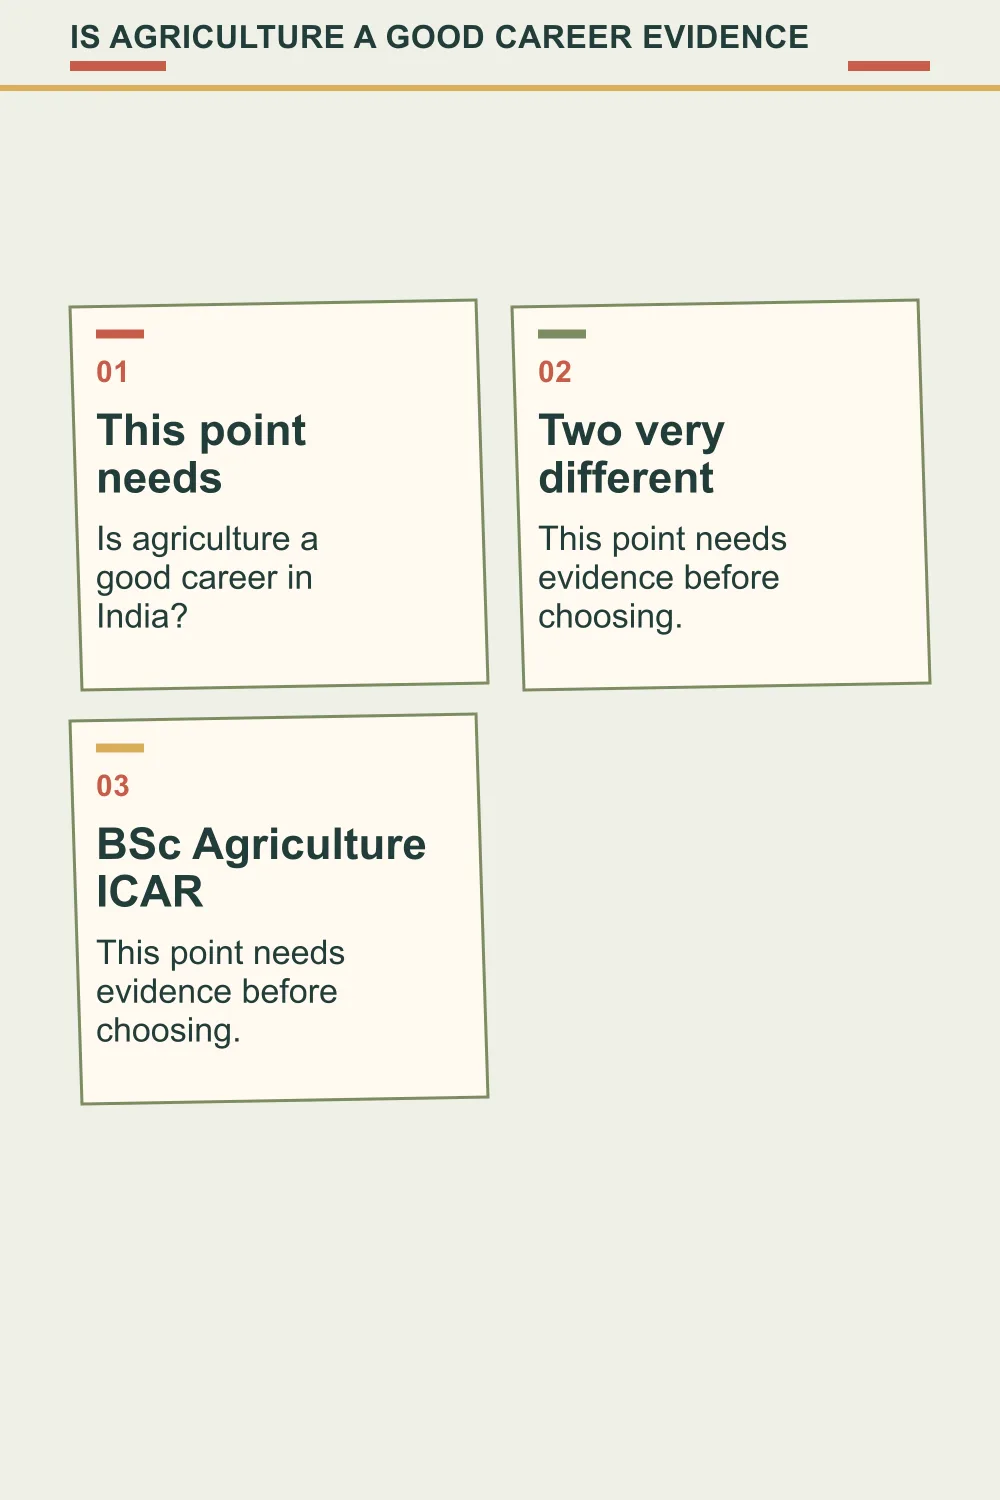 IS AGRICULTURE A GOOD CAREER EVIDENCE
01
This point
needs
Is agriculture a
good career in
India?
02
Two very
different
This point needs
evidence before
choosing.
03
BSc Agriculture
ICAR
This point needs
evidence before
choosing.